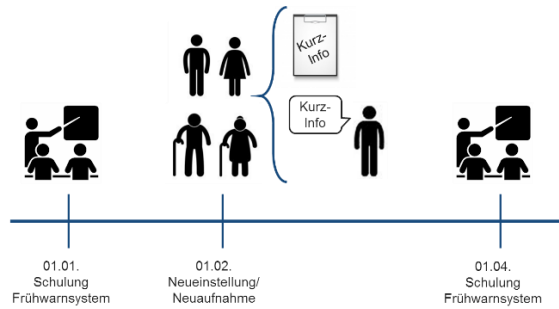 Kurz-
Info
Kurz-
Info
01.01.
Schulung
Frühwarnsystem
01.02.
Neueinstellung/
Neuaufnahme
01.04.
Schulung
Frühwarnsystem